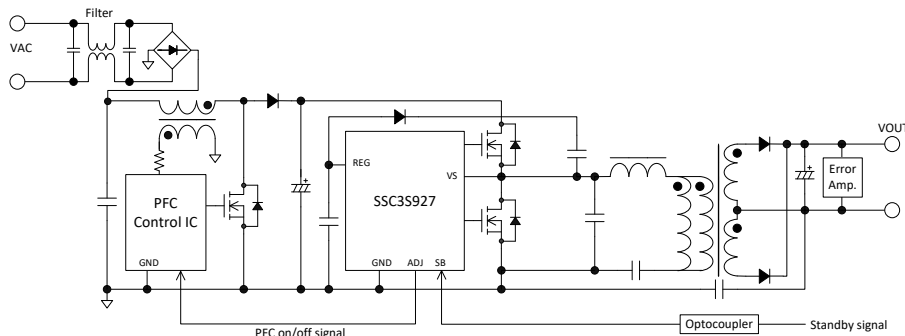 Filter
VAC
VOUT
REG
VS
Error
Amp.
PFC
Control IC
SSC3S927
GND
GND
ADJ
SB
PFC on/off signal
Optocoupler
Standby signal
+
+